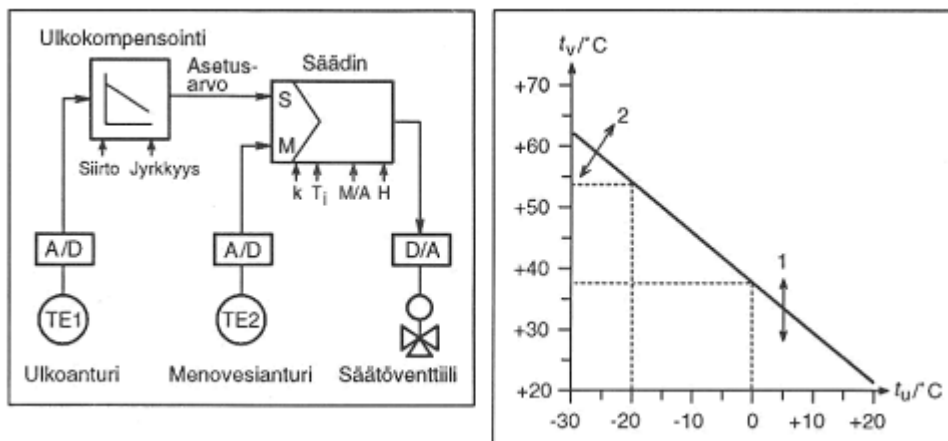 Ulkokompensointi
Asetus-
arvo
Säädin
S
M
Siirto Jyrkkyys
k Ti M/A H
A/D A/D D/A
TE1 TE2
Ulkoanturi Menovesianturi Säätöventtiili
tv/°C
+70
+60
+50
+40
+30
+20
2
1
-30 -20 -10 0 +10 +20 tu/°C